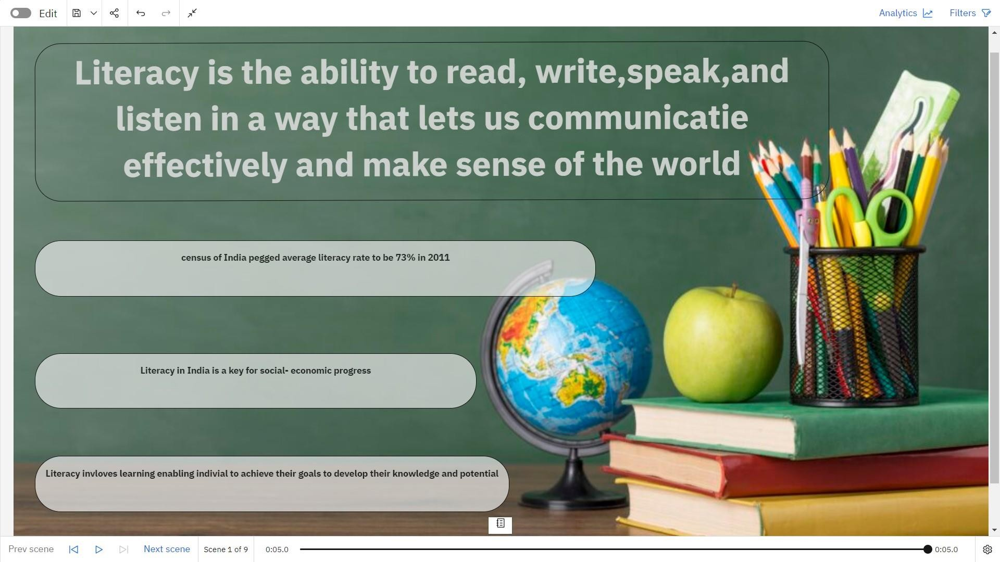 Edit
Analytics
Filters
Literacy is the ability to read, write,speak,and
listen in a way that lets us communicatie
effectively and make sense of the world
census of India pegged average literacy rate to be 73% in 2011
Literacy in India is a key for social- economic progress
Literacy invloves learning enabling indivial to achieve their goals to develop their knowledge and potential
Prev scene
Next scene
Scene 1 of 9
0:05.0
0:05.0